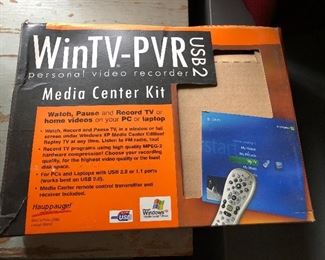 WinTV-PVR
USB2
personal video recorder
Media Center Kit
Watch, Pause and Record TV or
home videos on your PC or laptop
• Watch, Record and Pause TV, in a window or full
screen under Windows XP Media Center Edition!
Replay TV at any time. Listen to FM radio, too!
• Record TV programs using high quality MPEG-2
hardware compression! Choose your recording
quality, for the highest video quality or the least
disk space.
• For PCs and Laptops with USB 2.0 or 1.1 ports
(works best on USB 2.0).
• Media Center remote control transmitter and
receiver included.
Hauppauge!
USB
Windows
Start